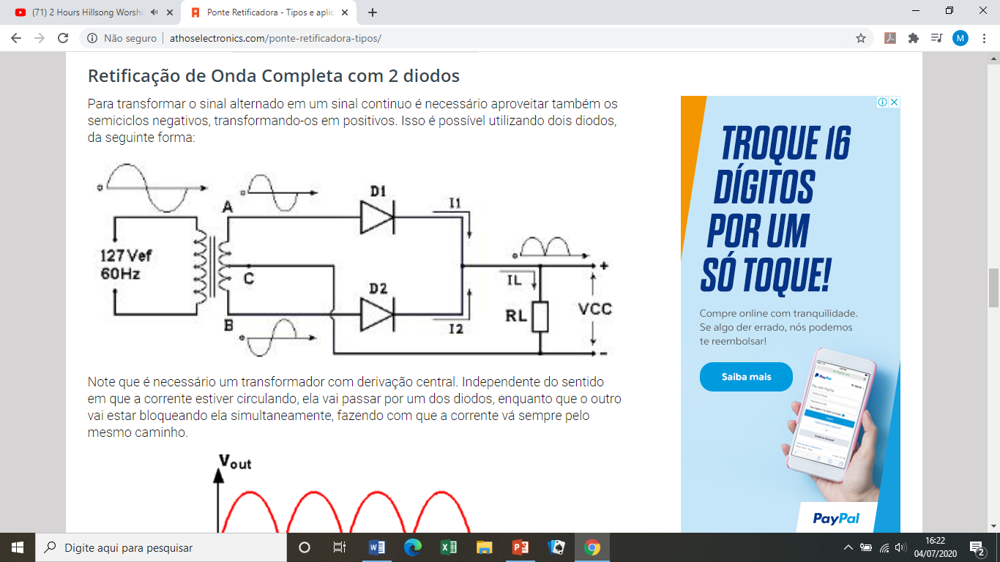 (71) 2 Hours Hillsong Worshi
Ponte Retificadora - Tipos e aplic
Não seguro
athoselectronics.com/ponte-retificadora-tipos/
M
Retificação de Onda Completa com 2 diodos
Para transformar o sinal alternado em um sinal continuo é necessário aproveitar também os
semiciclos negativos, transformando-os em positivos. Isso é possível utilizando dois diodos,
da seguinte forma:
A
D1
I1
127Vef
60Hz
C
IL
+
D2
RL
VCC
B
I2
-
Note que é necessário um transformador com derivação central. Independente do sentido
em que a corrente estiver circulando, ela vai passar por um dos diodos, enquanto que o outro
vai estar bloqueando ela simultaneamente, fazendo com que a corrente vá sempre pelo
mesmo caminho.
Vout
TROQUE 16
DÍGITOS
POR UM
SÓ TOQUE!
Compre online com tranquilidade.
Se algo der errado, nós podemos
te reembolsar!
Saiba mais
PayPal
PayPal
Digite aqui para pesquisar
16:22
04/07/2020
2